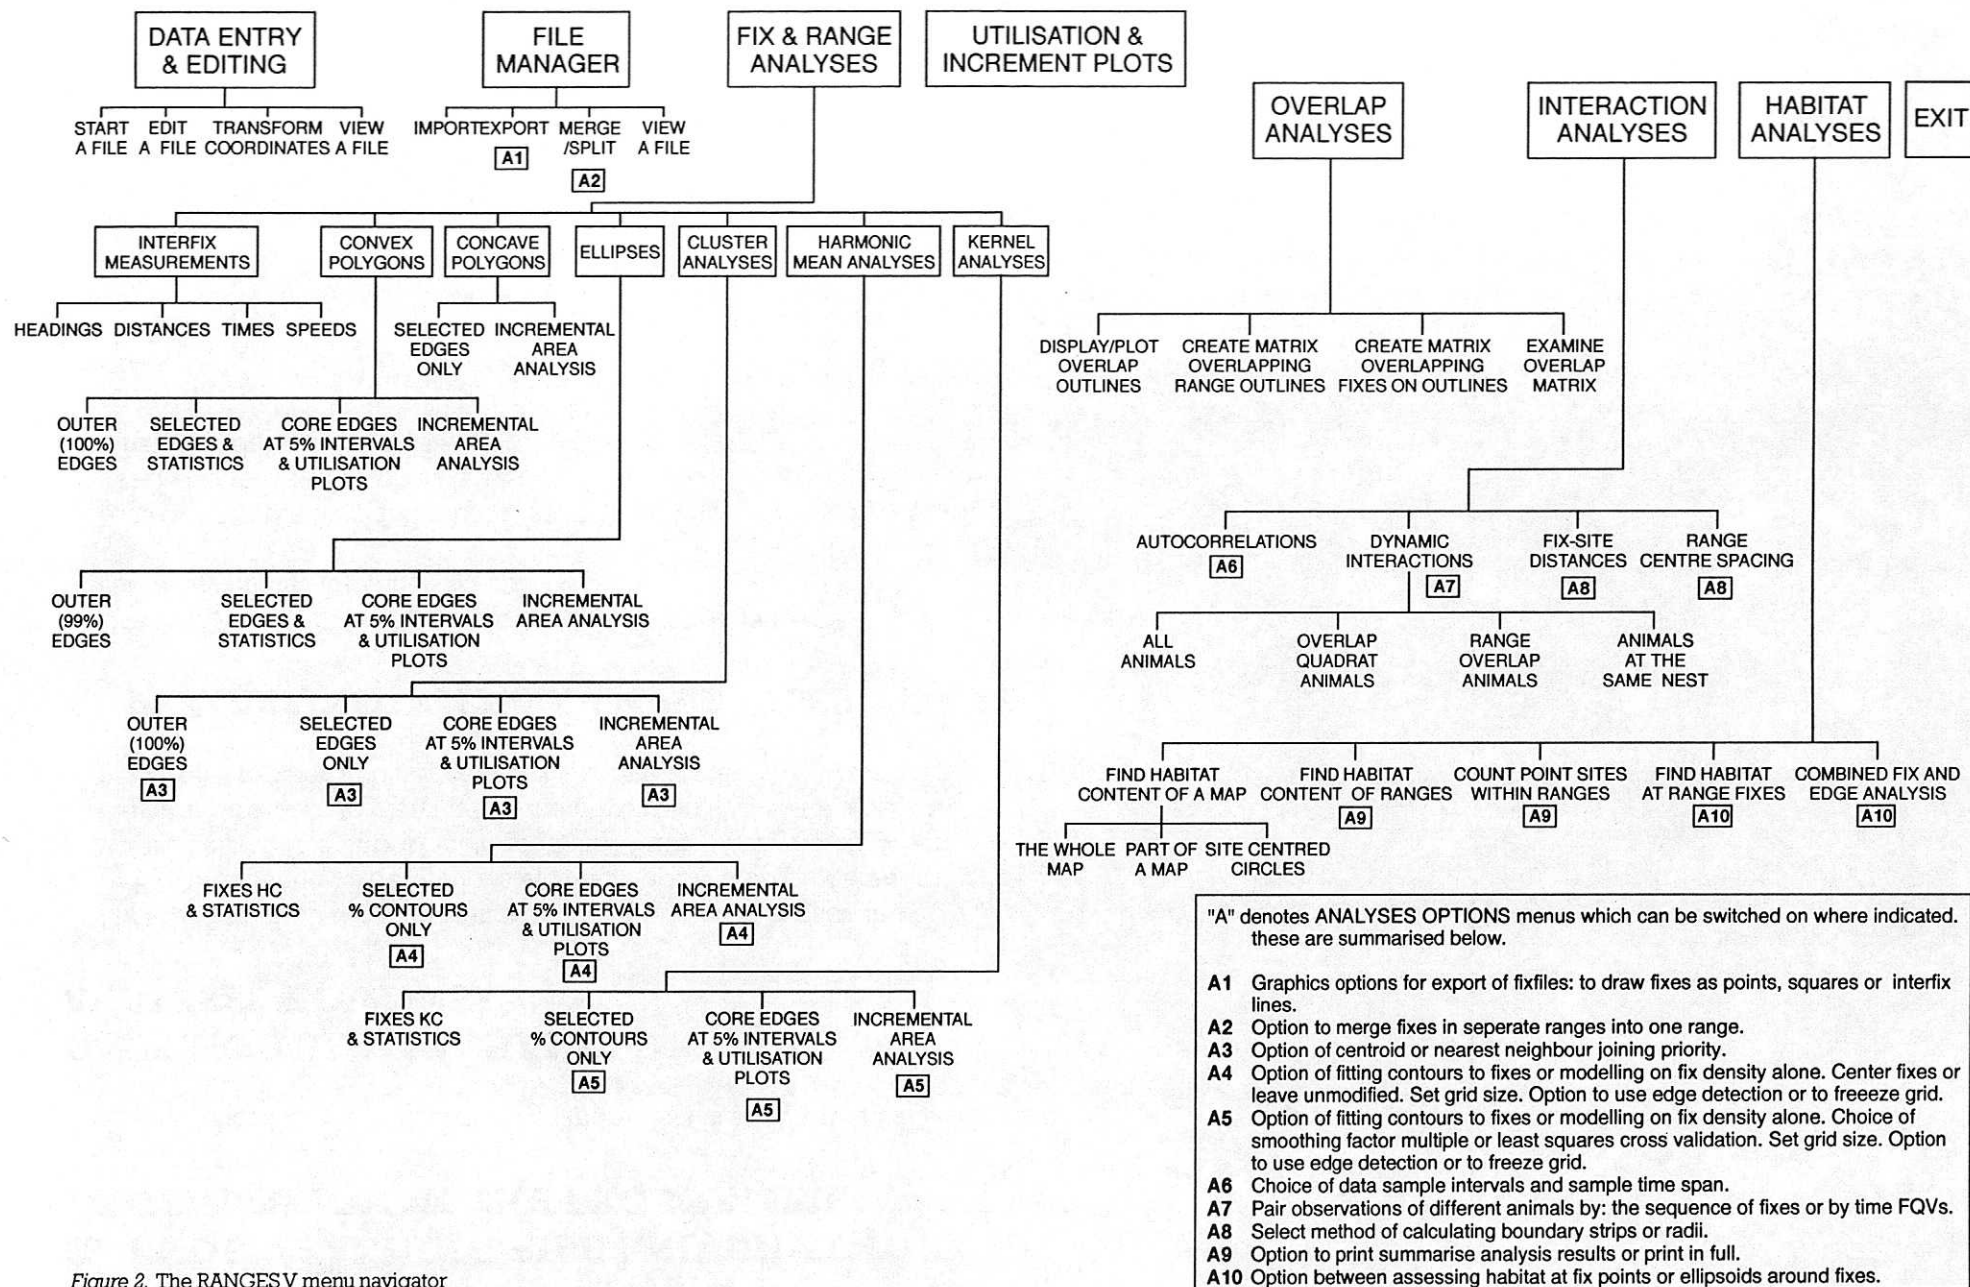 DATA ENTRY
& EDITING
FILE
MANAGER
FIX & RANGE
ANALYSES
UTILISATION &
INCREMENT PLOTS
OVERLAP
ANALYSES
INTERACTION
ANALYSES
HABITAT
ANALYSES
EXIT
START
A FILE
EDIT
A FILE
TRANSFORM
COORDINATES
VIEW
A FILE
IMPORT
EXPORT
A1
MERGE
/SPLIT
A2
VIEW
A FILE
INTERFIX
MEASUREMENTS
CONVEX
POLYGONS
CONCAVE
POLYGONS
ELLIPSES
CLUSTER
ANALYSES
HARMONIC
MEAN ANALYSES
KERNEL
ANALYSES
HEADINGS
DISTANCES
TIMES
SPEEDS
SELECTED
EDGES
ONLY
INCREMENTAL
AREA
ANALYSIS
OUTER
(100%)
EDGES
SELECTED
EDGES &
STATISTICS
CORE EDGES
AT 5% INTERVALS
& UTILISATION
PLOTS
INCREMENTAL
AREA
ANALYSIS
OUTER
(99%)
EDGES
SELECTED
EDGES &
STATISTICS
CORE EDGES
AT 5% INTERVALS
& UTILISATION
PLOTS
INCREMENTAL
AREA ANALYSIS
OUTER
(100%)
EDGES
A3
SELECTED
EDGES
ONLY
A3
CORE EDGES
AT 5% INTERVALS
& UTILISATION
PLOTS
A3
INCREMENTAL
AREA
ANALYSIS
A3
FIXES HC
& STATISTICS
SELECTED
% CONTOURS
ONLY
A4
CORE EDGES
AT 5% INTERVALS
& UTILISATION
PLOTS
A4
INCREMENTAL
AREA ANALYSIS
A4
FIXES KC
& STATISTICS
SELECTED
% CONTOURS
ONLY
A5
CORE EDGES
AT 5% INTERVALS
& UTILISATION
PLOTS
A5
INCREMENTAL
AREA
ANALYSIS
A5
DISPLAY/PLOT
OVERLAP
OUTLINES
CREATE MATRIX
OVERLAPPING
RANGE OUTLINES
CREATE MATRIX
OVERLAPPING
FIXES ON OUTLINES
EXAMINE
OVERLAP
MATRIX
AUTOCORRELATIONS
A6
DYNAMIC
INTERACTIONS
A7
FIX-SITE
DISTANCES
A8
RANGE
CENTRE SPACING
A8
ALL
ANIMALS
OVERLAP
QUADRAT
ANIMALS
RANGE
OVERLAP
ANIMALS
ANIMALS
AT THE
SAME NEST
FIND HABITAT
CONTENT OF A MAP
FIND HABITAT
CONTENT OF RANGES
A9
COUNT POINT SITES
WITHIN RANGES
A9
FIND HABITAT
AT RANGE FIXES
A10
COMBINED FIX AND
EDGE ANALYSIS
A10
THE WHOLE
MAP
PART OF
A MAP
SITE CENTRED
CIRCLES
"A" denotes ANALYSES OPTIONS menus which can be switched on where indicated.
these are summarised below.
A1 Graphics options for export of fixfiles: to draw fixes as points, squares or interfix
lines.
A2 Option to merge fixes in seperate ranges into one range.
A3 Option of centroid or nearest neighbour joining priority.
A4 Option of fitting contours to fixes or modelling on fix density alone. Center fixes or
leave unmodified. Set grid size. Option to use edge detection or to freeeze grid.
A5 Option of fitting contours to fixes or modelling on fix density alone. Choice of
smoothing factor multiple or least squares cross validation. Set grid size. Option
to use edge detection or to freeze grid.
A6 Choice of data sample intervals and sample time span.
A7 Pair observations of different animals by: the sequence of fixes or by time FQVs.
A8 Select method of calculating boundary strips or radii.
A9 Option to print summarise analysis results or print in full.
A10 Option between assessing habitat at fix points or ellipsoids around fixes.
Figure 2. The RANGES V menu navigator